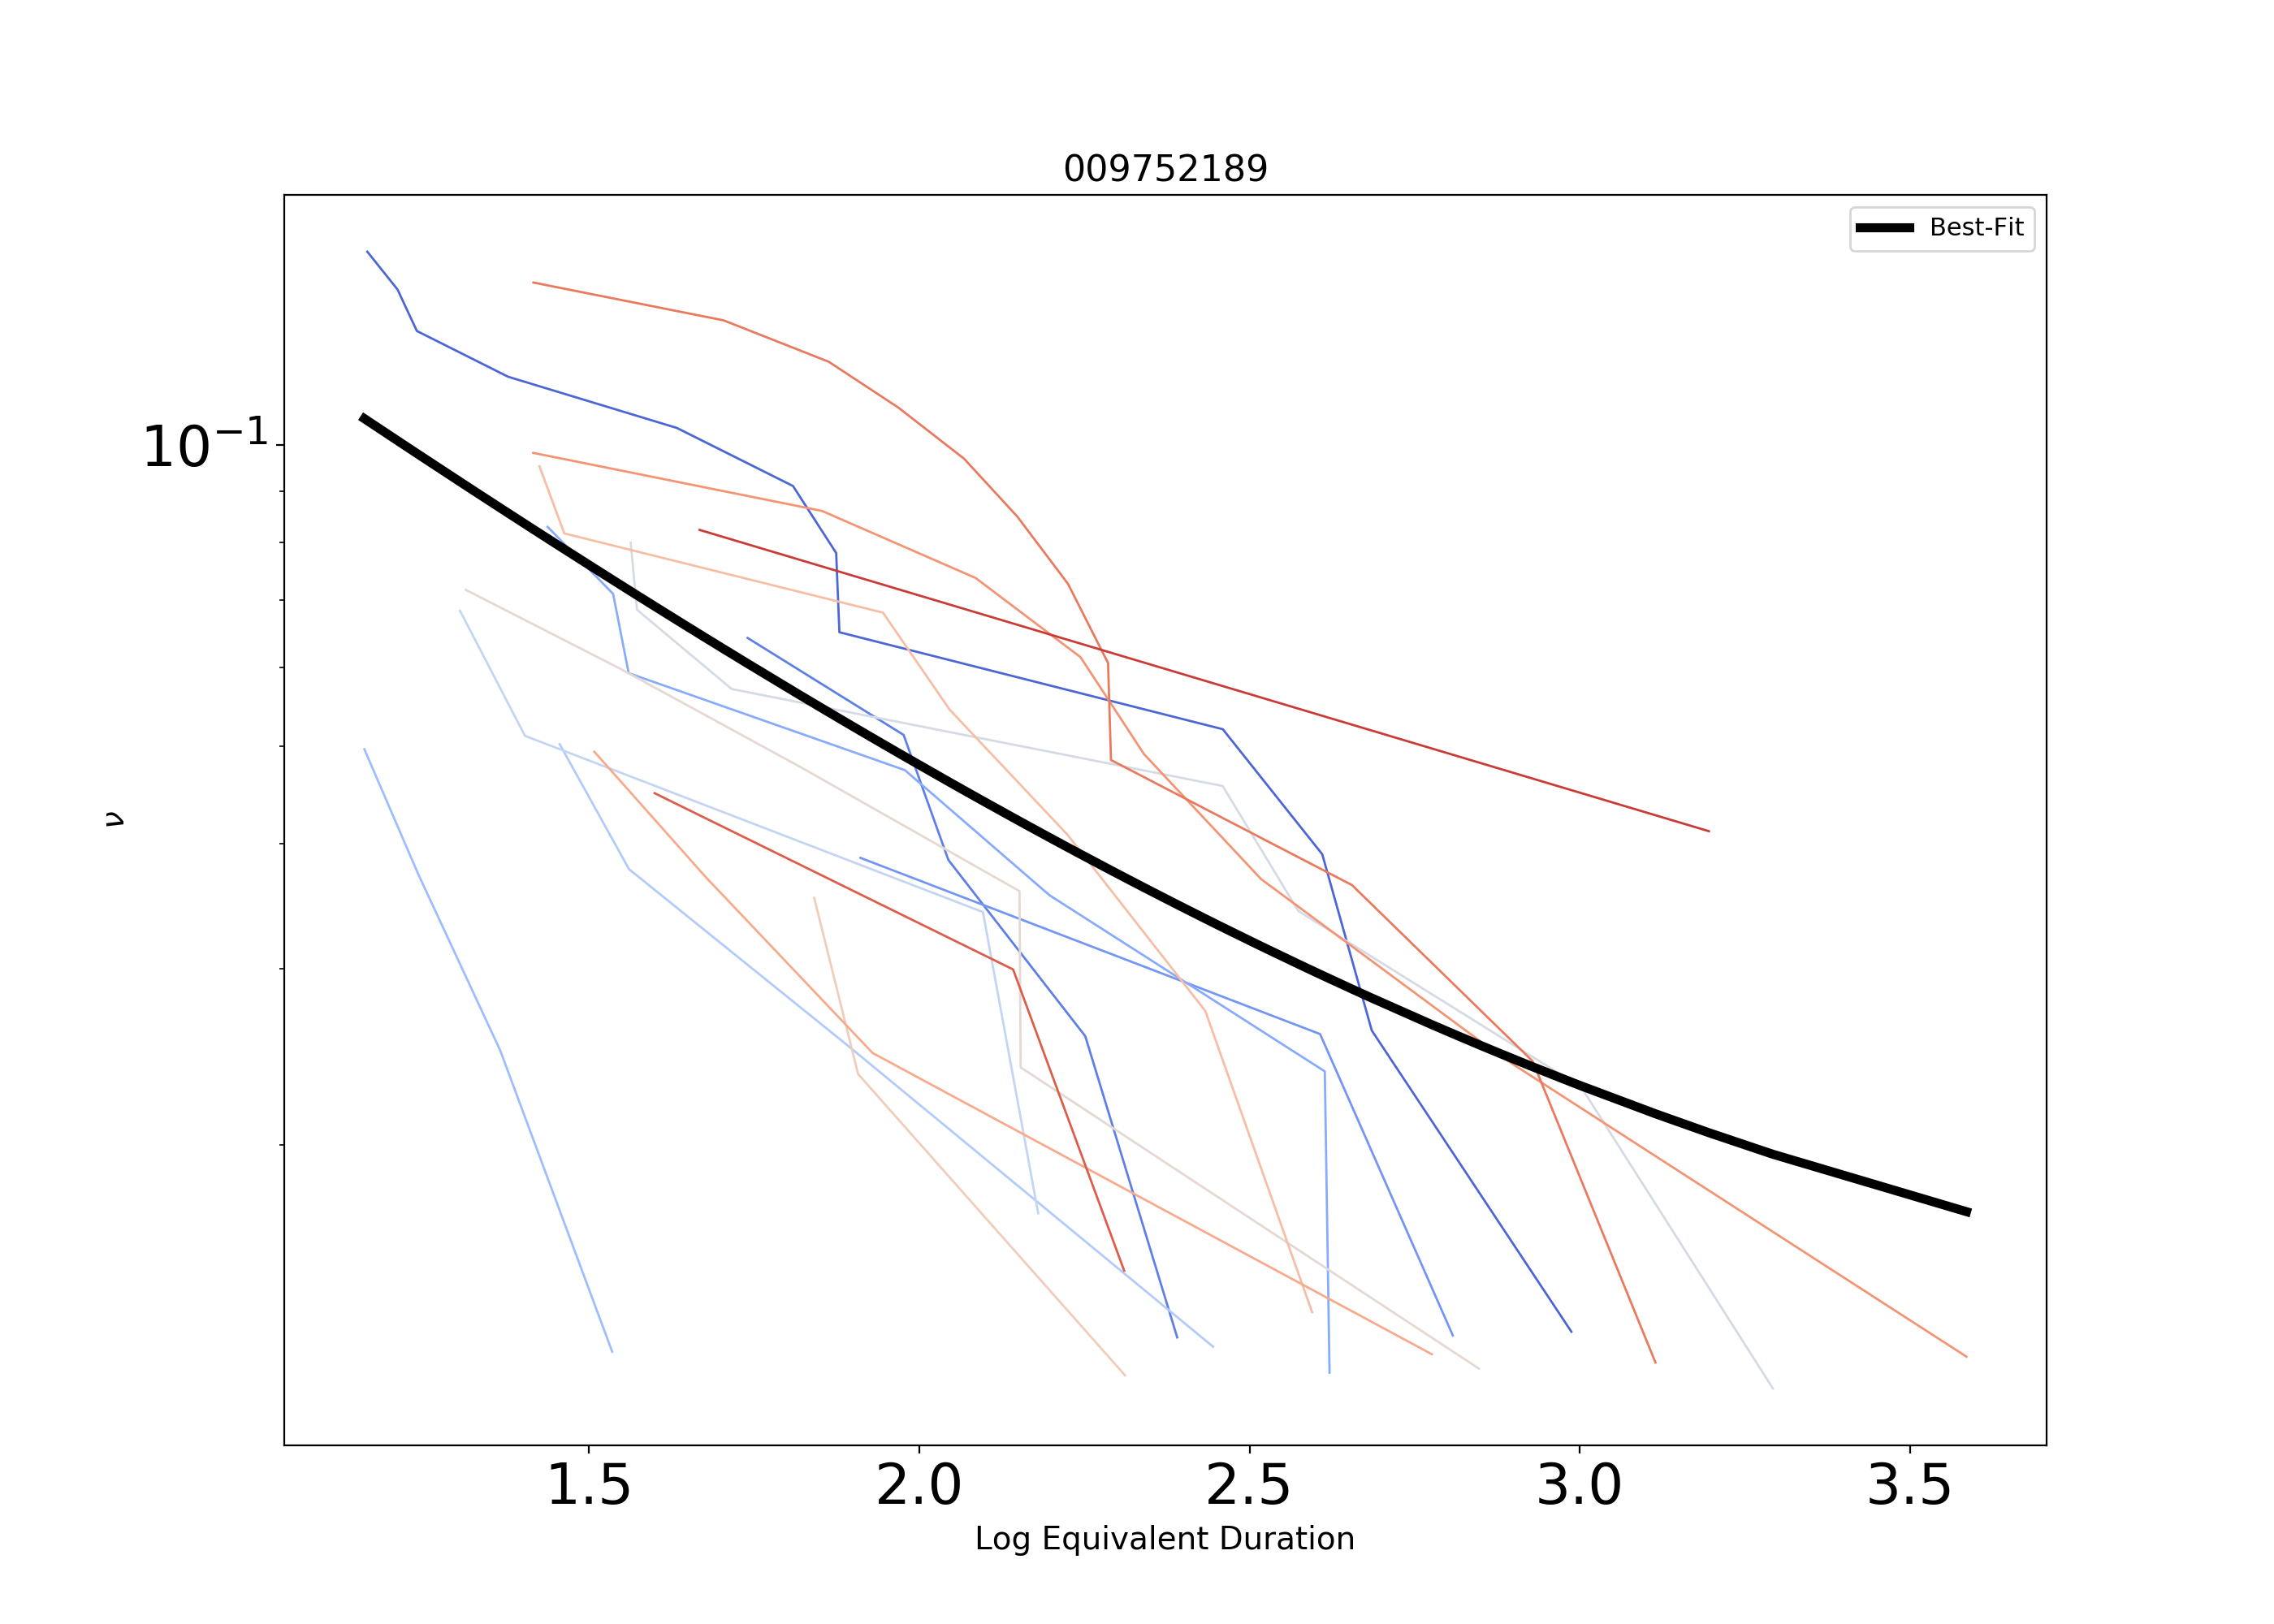 009752189
Best-Fit
10⁻¹
ν
1.5 2.0 2.5 3.0 3.5
Log Equivalent Duration